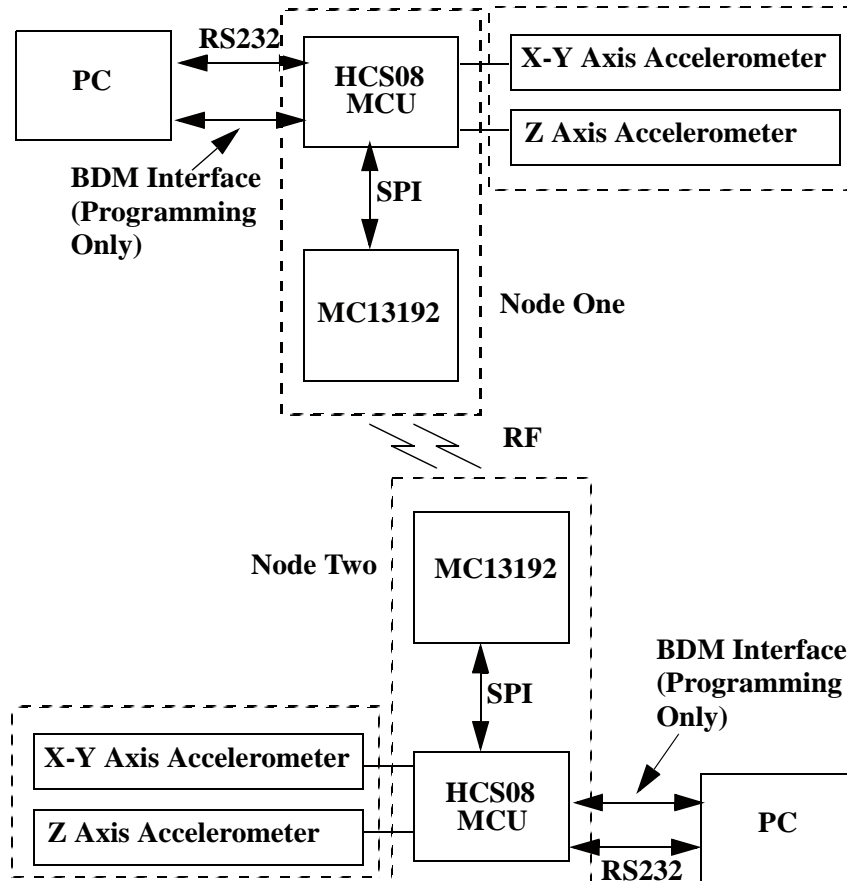 RS232
PC
HCS08
MCU
X-Y Axis Accelerometer
Z Axis Accelerometer
BDM Interface
(Programming
Only)
SPI
MC13192
Node One
RF
Node Two
MC13192
SPI
BDM Interface
(Programming
Only)
X-Y Axis Accelerometer
Z Axis Accelerometer
HCS08
MCU
PC
RS232